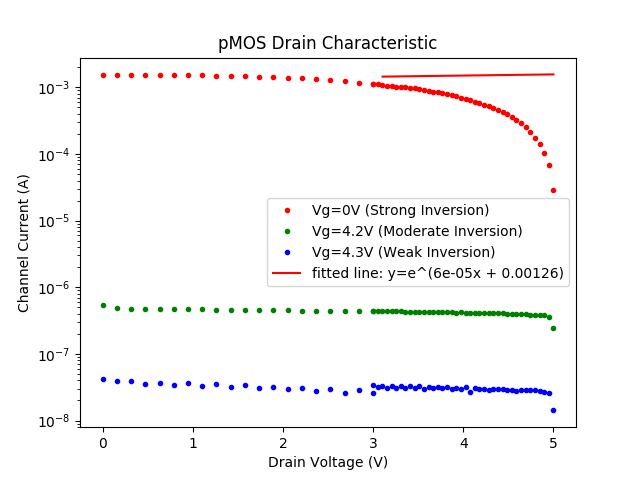 pMOS Drain Characteristic
Channel Current (A)
10⁻³
10⁻⁴
10⁻⁵
10⁻⁶
10⁻⁷
10⁻⁸
Vg=0V (Strong Inversion)
Vg=4.2V (Moderate Inversion)
Vg=4.3V (Weak Inversion)
fitted line: y=e^(6e-05x + 0.00126)
0 1 2 3 4 5
Drain Voltage (V)